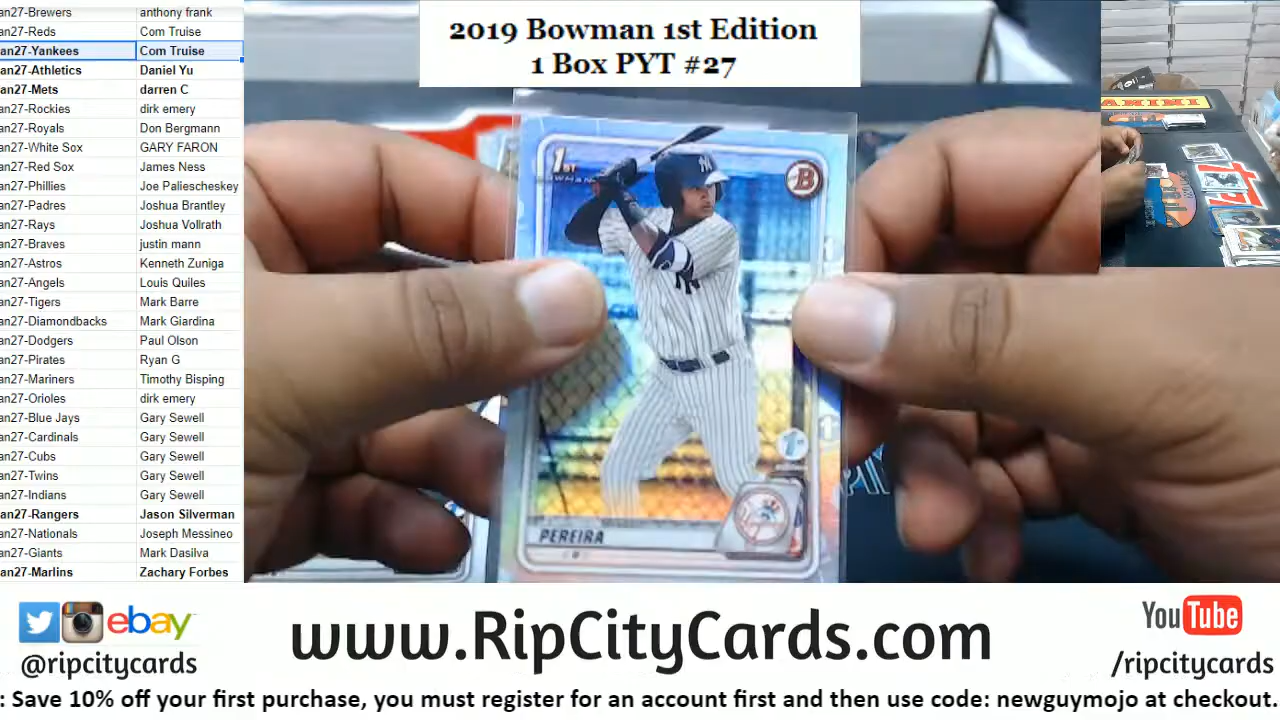 2019 Bowman 1st Edition
1 Box PYT #27
an27-Brewers anthony frank
an27-Reds Com Truise
an27-Yankees Com Truise
an27-Athletics Daniel Yu
an27-Mets darren C
an27-Rockies dirk emery
an27-Royals Don Bergmann
an27-White Sox GARY FARON
an27-Red Sox James Ness
an27-Phillies Joe Paliescheskey
an27-Padres Joshua Brantley
an27-Rays Joshua Vollrath
an27-Braves justin mann
an27-Astros Kenneth Zuniga
an27-Angels Louis Quiles
an27-Tigers Mark Barre
an27-Diamondbacks Mark Giardina
an27-Dodgers Paul Olson
an27-Pirates Ryan G
an27-Mariners Timothy Bisping
an27-Orioles dirk emery
an27-Blue Jays Gary Sewell
an27-Cardinals Gary Sewell
an27-Cubs Gary Sewell
an27-Twins Gary Sewell
an27-Indians Gary Sewell
an27-Rangers Jason Silverman
an27-Nationals Joseph Messineo
an27-Giants Mark Dasilva
an27-Marlins Zachary Forbes
1ST
B
NY
NY
1st
edition
PEREIRA
PANINI
ebay
@ripcitycards
www.RipCityCards.com
YouTube
/ripcitycards
: Save 10% off your first purchase, you must register for an account first and then use code: newguymojo at checkout.